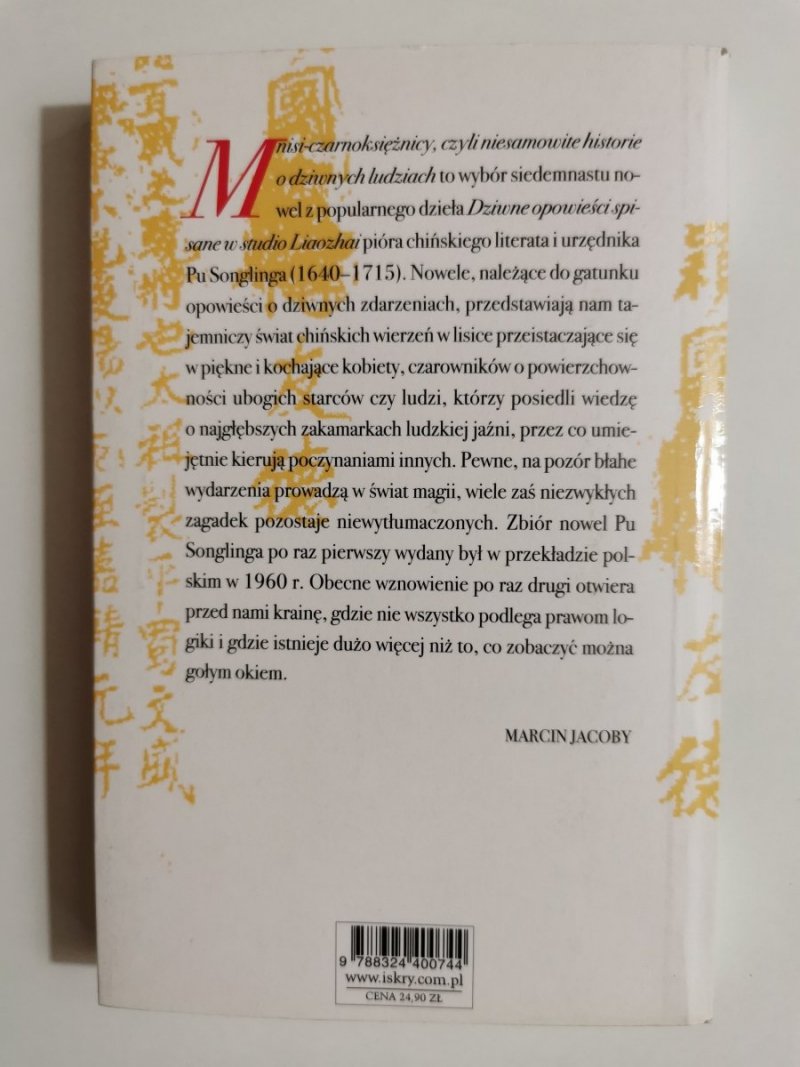 Mnisi-czarnoksiężnicy, czyli niesamowite historie
o dziwnych ludziach to wybór siedemnastu no-
wel z popularnego dzieła Dziwne opowieści spi-
sane w studio Liaozhai pióra chińskiego literata i urzędnika
Pu Songlinga (1640–1715). Nowele, należące do gatunku
opowieści o dziwnych zdarzeniach, przedstawiają nam ta-
jemniczy świat chińskich wierzeń w lisice przeistaczające się
w piękne i kochające kobiety, czarowników o powierzchow-
ności ubogich starców czy ludzi, którzy posiedli wiedzę
o najgłębszych zakamarkach ludzkiej jaźni, przez co umie-
jętnie kierują poczynaniami innych. Pewne, na pozór błahe
wydarzenia prowadzą w świat magii, wiele zaś niezwykłych
zagadek pozostaje niewytłumaczonych. Zbiór nowel Pu
Songlinga po raz pierwszy wydany był w przekładzie pol-
skim w 1960 r. Obecne wznowienie po raz drugi otwiera
przed nami krainę, gdzie nie wszystko podlega prawom lo-
giki i gdzie istnieje dużo więcej niż to, co zobaczyć można
gołym okiem.
MARCIN JACOBY
9 788324 400744
www.iskry.com.pl
CENA 24,90 ZŁ